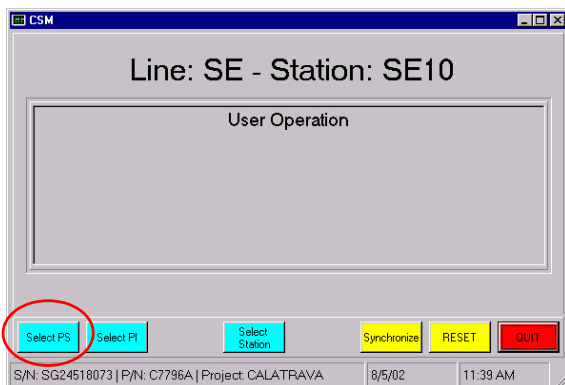 CSM
Line: SE - Station: SE10
User Operation
Select PS
Select PI
Select
Station
Synchronize
RESET
QUIT
S/N: SG24518073 | P/N: C7796A | Project: CALATRAVA
8/5/02
11:39 AM